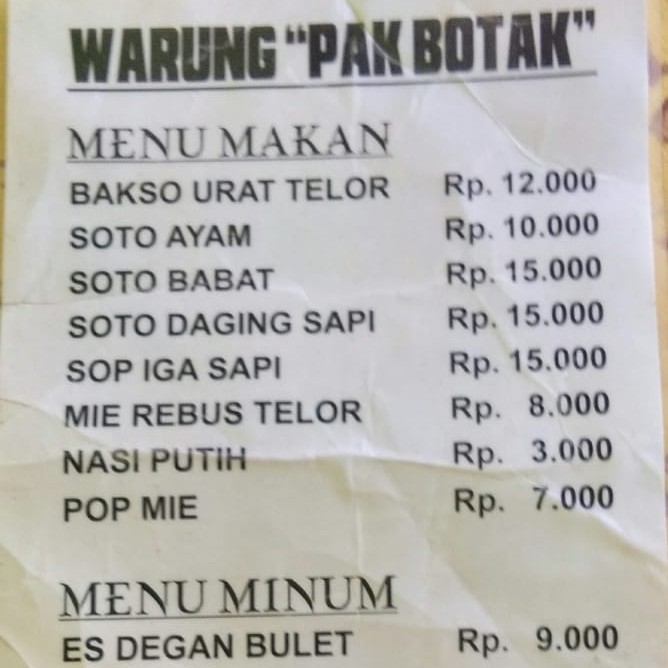 WARUNG "PAK BOTAK"
MENU MAKAN
BAKSO URAT TELOR Rp. 12.000
SOTO AYAM Rp. 10.000
SOTO BABAT Rp. 15.000
SOTO DAGING SAPI Rp. 15.000
SOP IGA SAPI Rp. 15.000
MIE REBUS TELOR Rp. 8.000
NASI PUTIH Rp. 3.000
POP MIE Rp. 7.000
MENU MINUM
ES DEGAN BULET Rp. 9.000